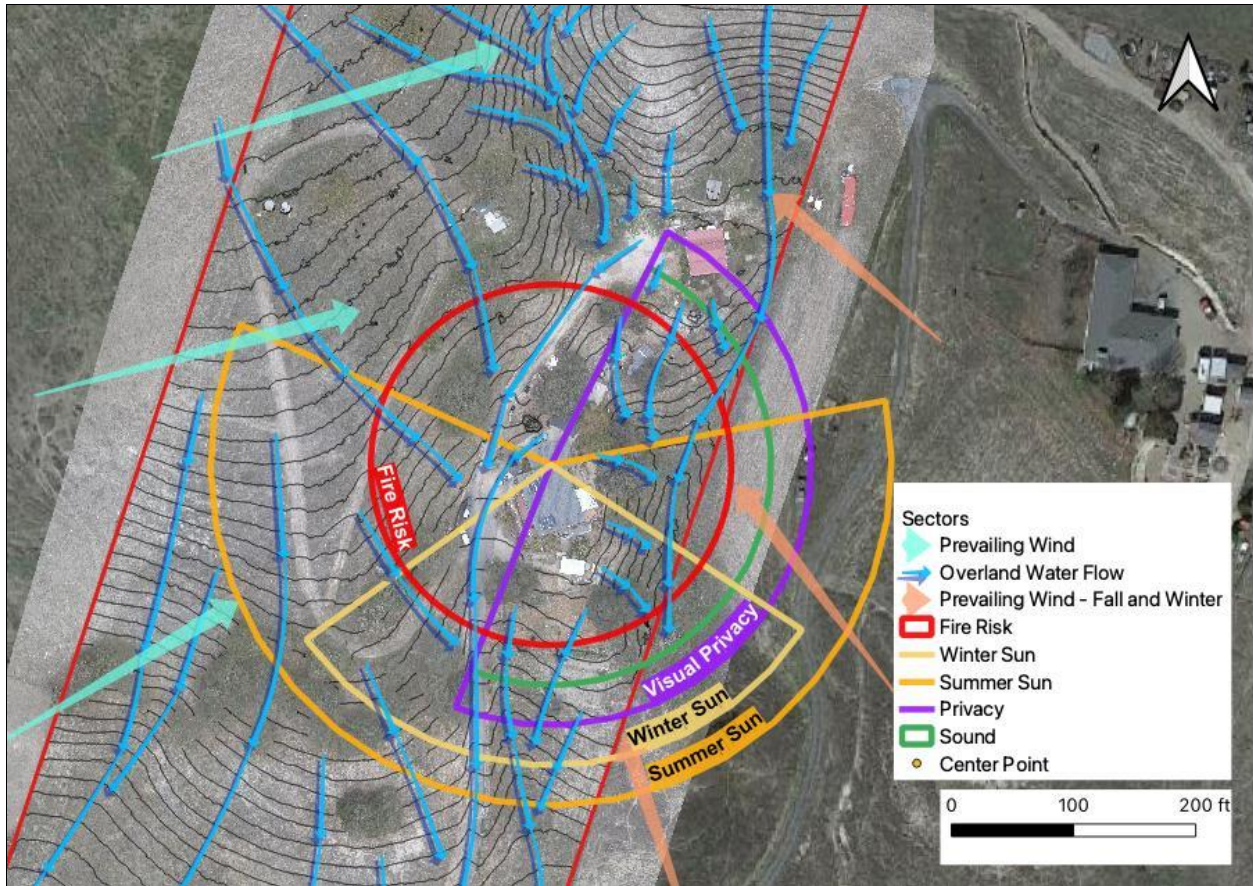 Fire Risk
Visual Privacy
Winter Sun
Summer Sun
Sectors
Prevailing Wind
Overland Water Flow
Prevailing Wind - Fall and Winter
Fire Risk
Winter Sun
Summer Sun
Privacy
Sound
Center Point
0 100 200 ft